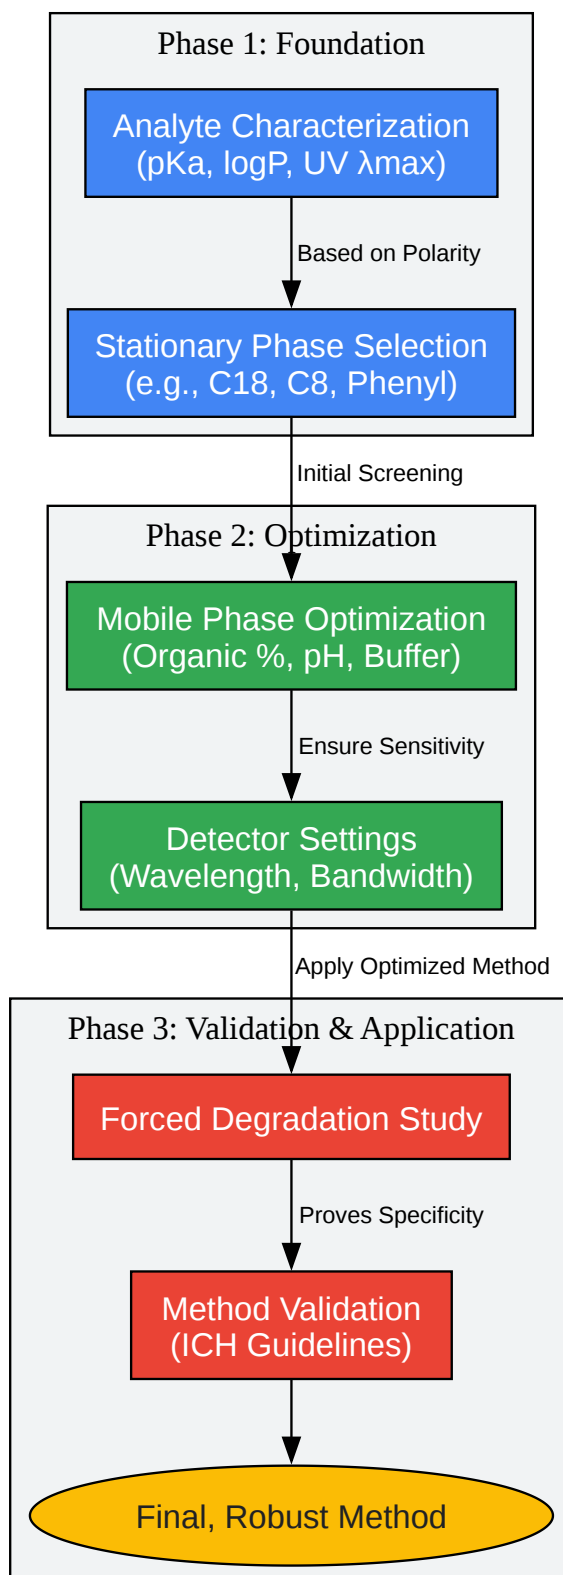 Phase 1: Foundation
Analyte Characterization
(pKa, logP, UV λmax)
Based on Polarity
Stationary Phase Selection
(e.g., C18, C8, Phenyl)
Initial Screening
Phase 2: Optimization
Mobile Phase Optimization
(Organic %, pH, Buffer)
Ensure Sensitivity
Detector Settings
(Wavelength, Bandwidth)
Apply Optimized Method
Phase 3: Validation & Application
Forced Degradation Study
Proves Specificity
Method Validation
(ICH Guidelines)
Final, Robust Method